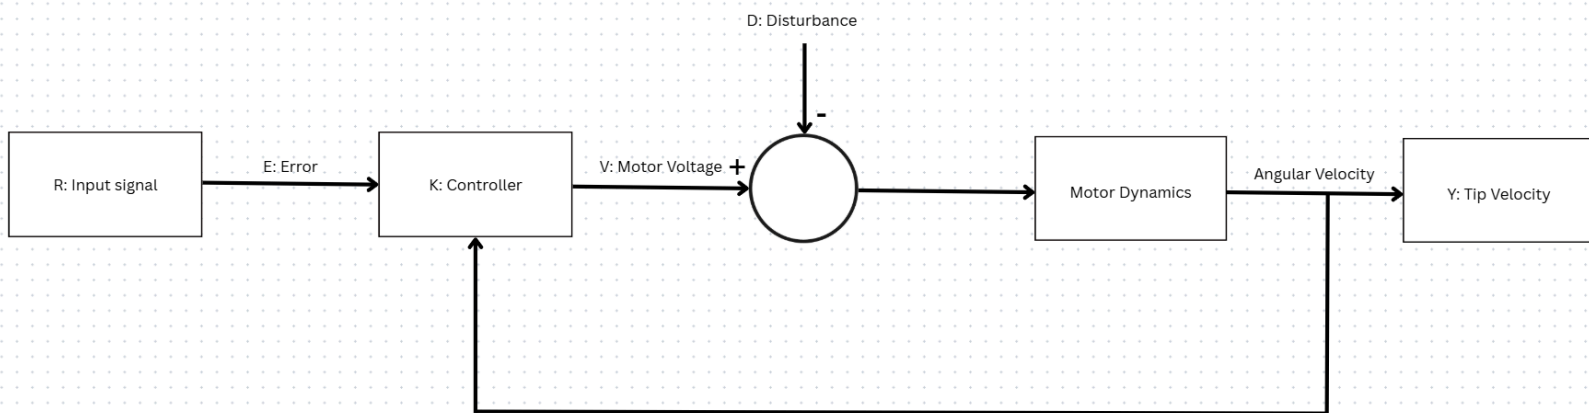 D: Disturbance
-
R: Input signal
E: Error
K: Controller
V: Motor Voltage +
Motor Dynamics
Angular Velocity
Y: Tip Velocity